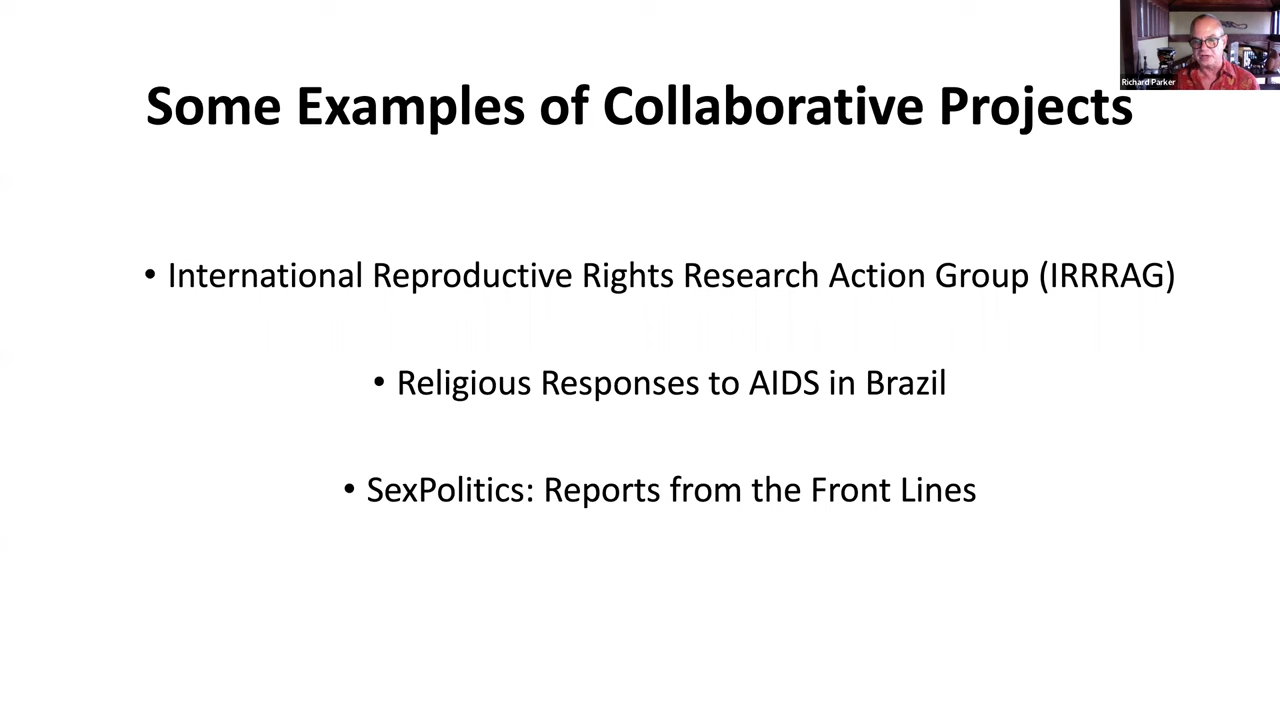 Richard Parker
Some Examples of Collaborative Projects
• International Reproductive Rights Research Action Group (IRRRAG)
• Religious Responses to AIDS in Brazil
• SexPolitics: Reports from the Front Lines